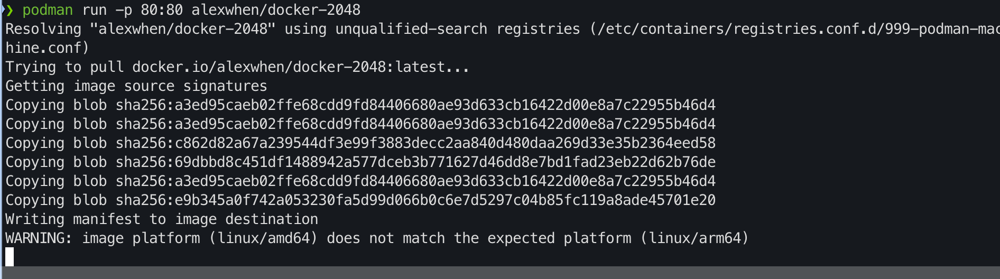 ❯ podman run -p 80:80 alexwhen/docker-2048
Resolving "alexwhen/docker-2048" using unqualified-search registries (/etc/containers/registries.conf.d/999-podman-mac
hine.conf)
Trying to pull docker.io/alexwhen/docker-2048:latest...
Getting image source signatures
Copying blob sha256:a3ed95caeb02ffe68cdd9fd84406680ae93d633cb16422d00e8a7c22955b46d4
Copying blob sha256:a3ed95caeb02ffe68cdd9fd84406680ae93d633cb16422d00e8a7c22955b46d4
Copying blob sha256:c862d82a67a239544df3e99f3883decc2aa840d480daa269d33e35b2364eed58
Copying blob sha256:69dbbd8c451df1488942a577dceb3b771627d46dd8e7bd1fad23eb22d62b76de
Copying blob sha256:a3ed95caeb02ffe68cdd9fd84406680ae93d633cb16422d00e8a7c22955b46d4
Copying blob sha256:e9b345a0f742a053230fa5d99d066b0c6e7d5297c04b85fc119a8ade45701e20
Writing manifest to image destination
WARNING: image platform (linux/amd64) does not match the expected platform (linux/arm64)